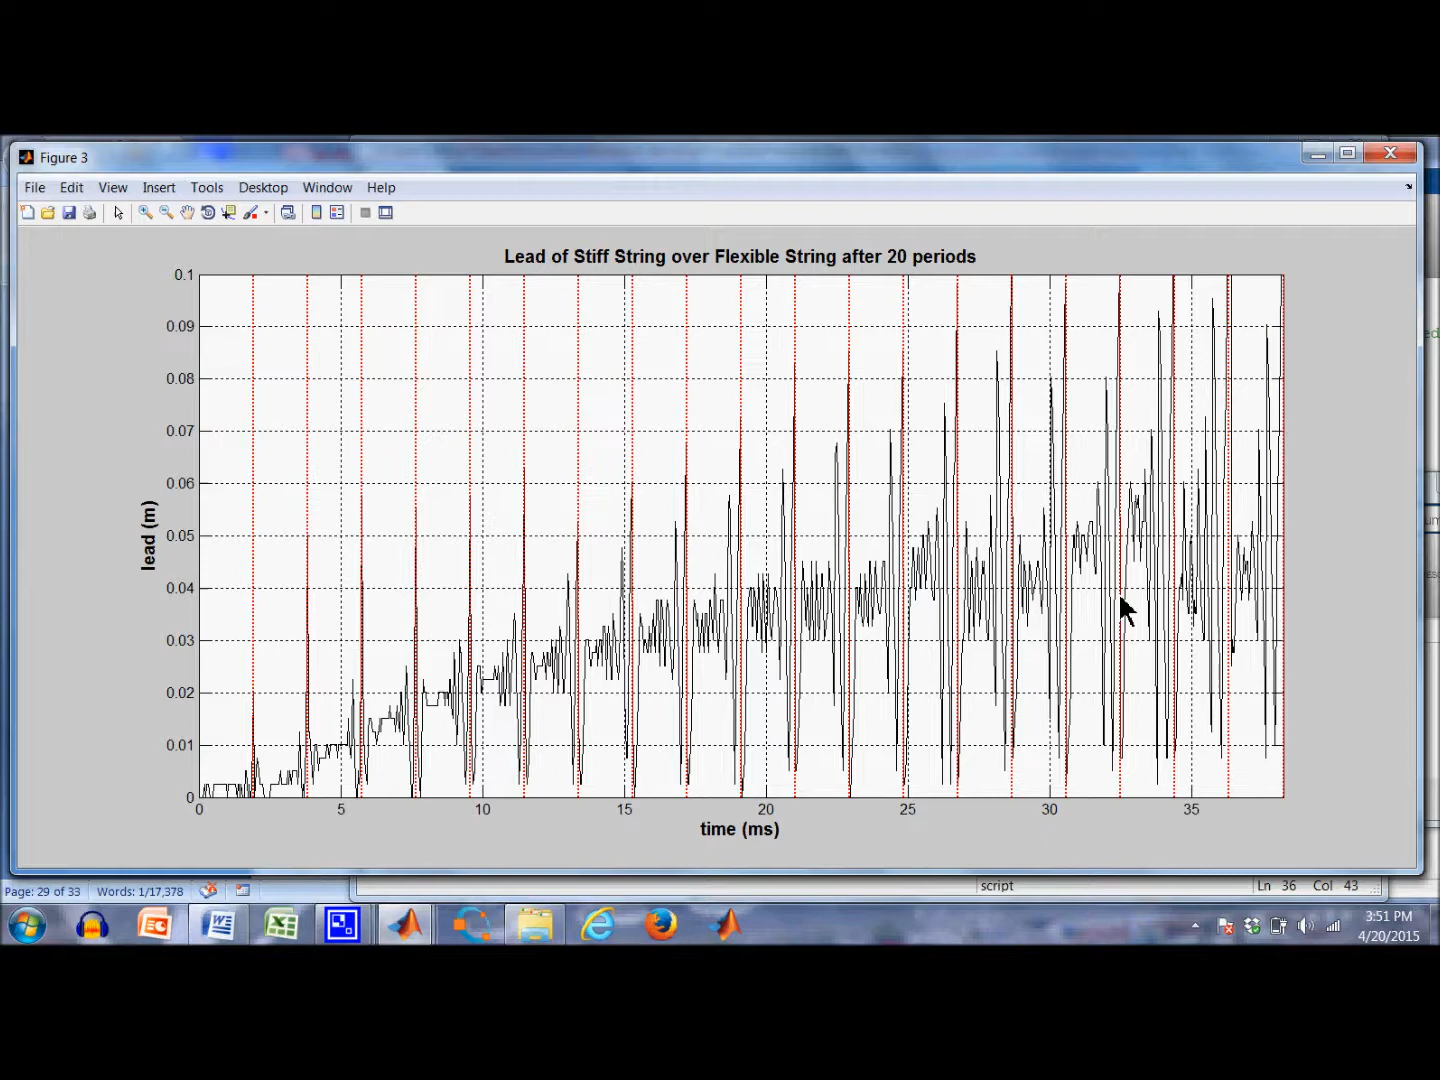 Figure 3
File Edit View Insert Tools Desktop Window Help
Lead of Stiff String over Flexible String after 20 periods
0.1
0.09
0.08
0.07
0.06
0.05
0.04
0.03
0.02
0.01
0
lead (m)
0 5 10 15 20 25 30 35
time (ms)
Page: 29 of 33 Words: 1/17,378
script Ln 36 Col 43
3:51 PM
4/20/2015